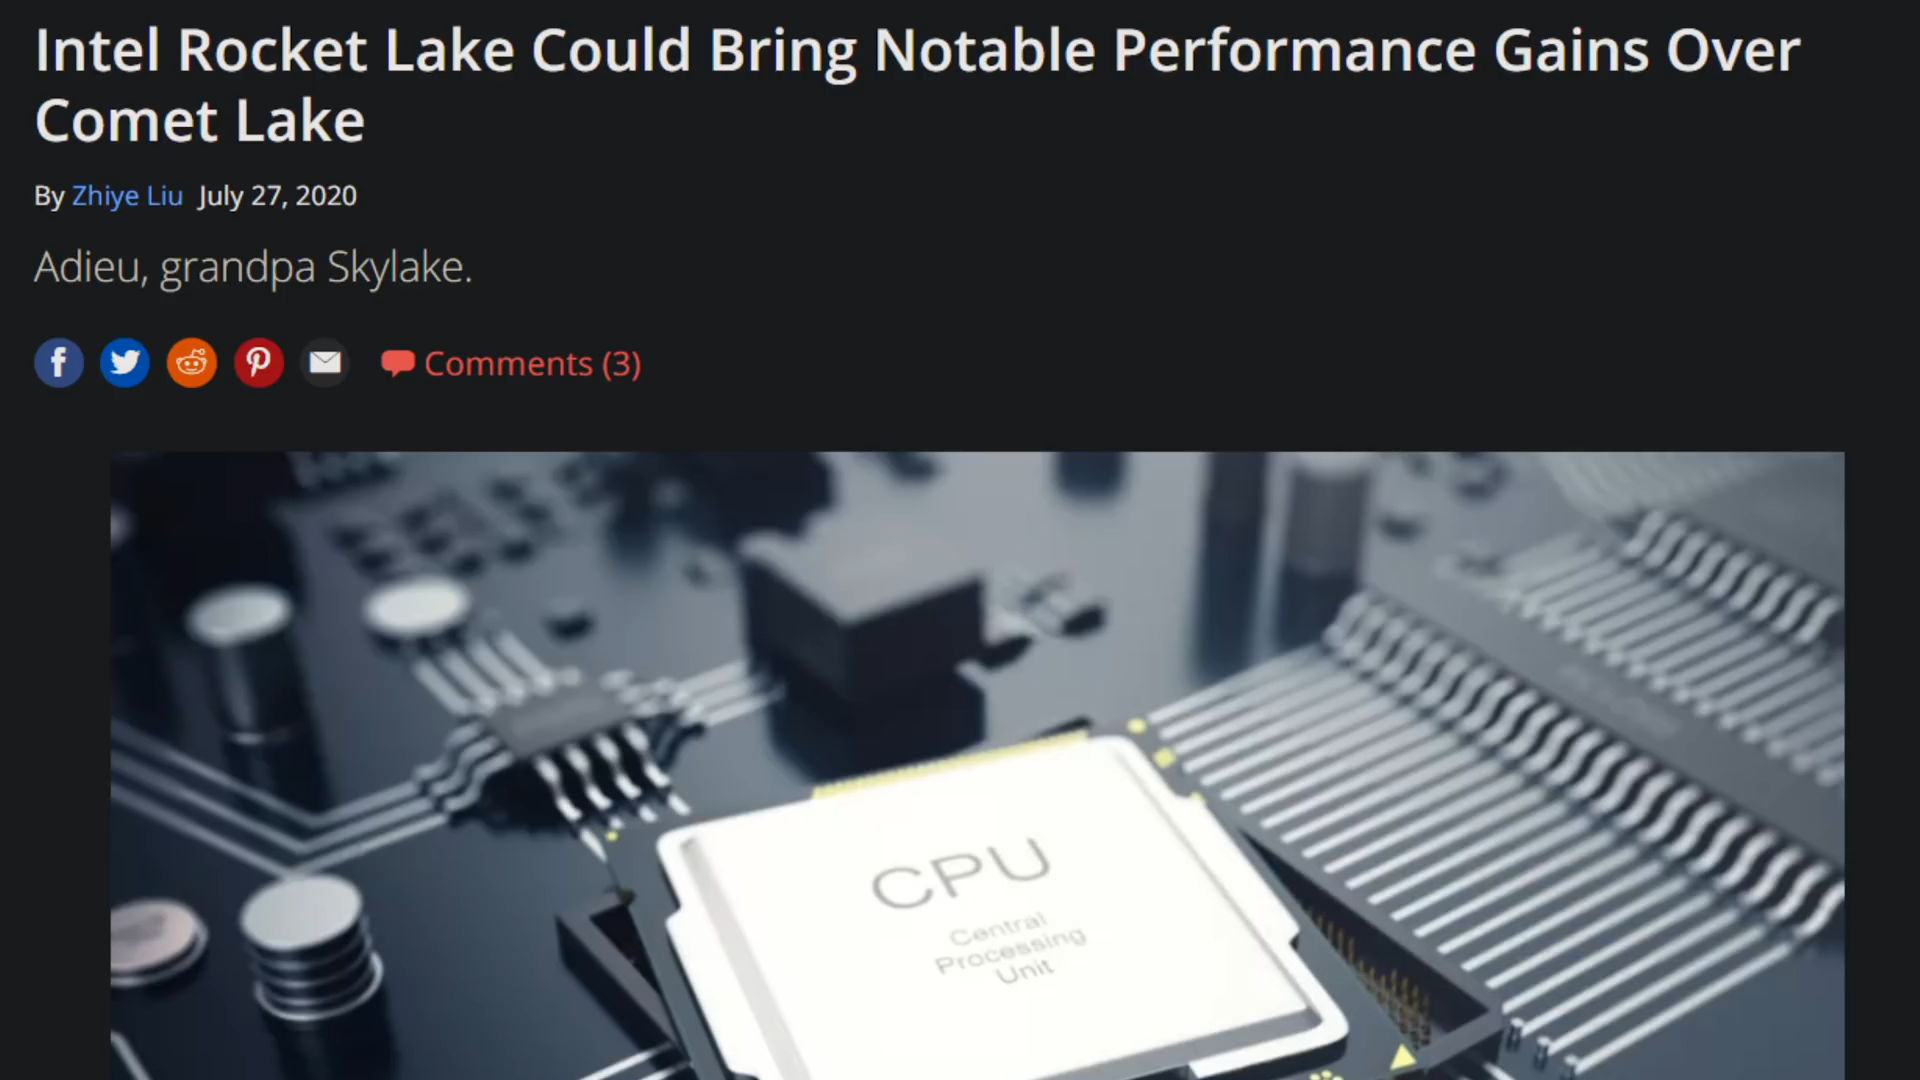 Intel Rocket Lake Could Bring Notable Performance Gains Over
Comet Lake
By Zhiye Liu July 27, 2020
Adieu, grandpa Skylake.
Comments (3)
CPU
Central
Processing
Unit